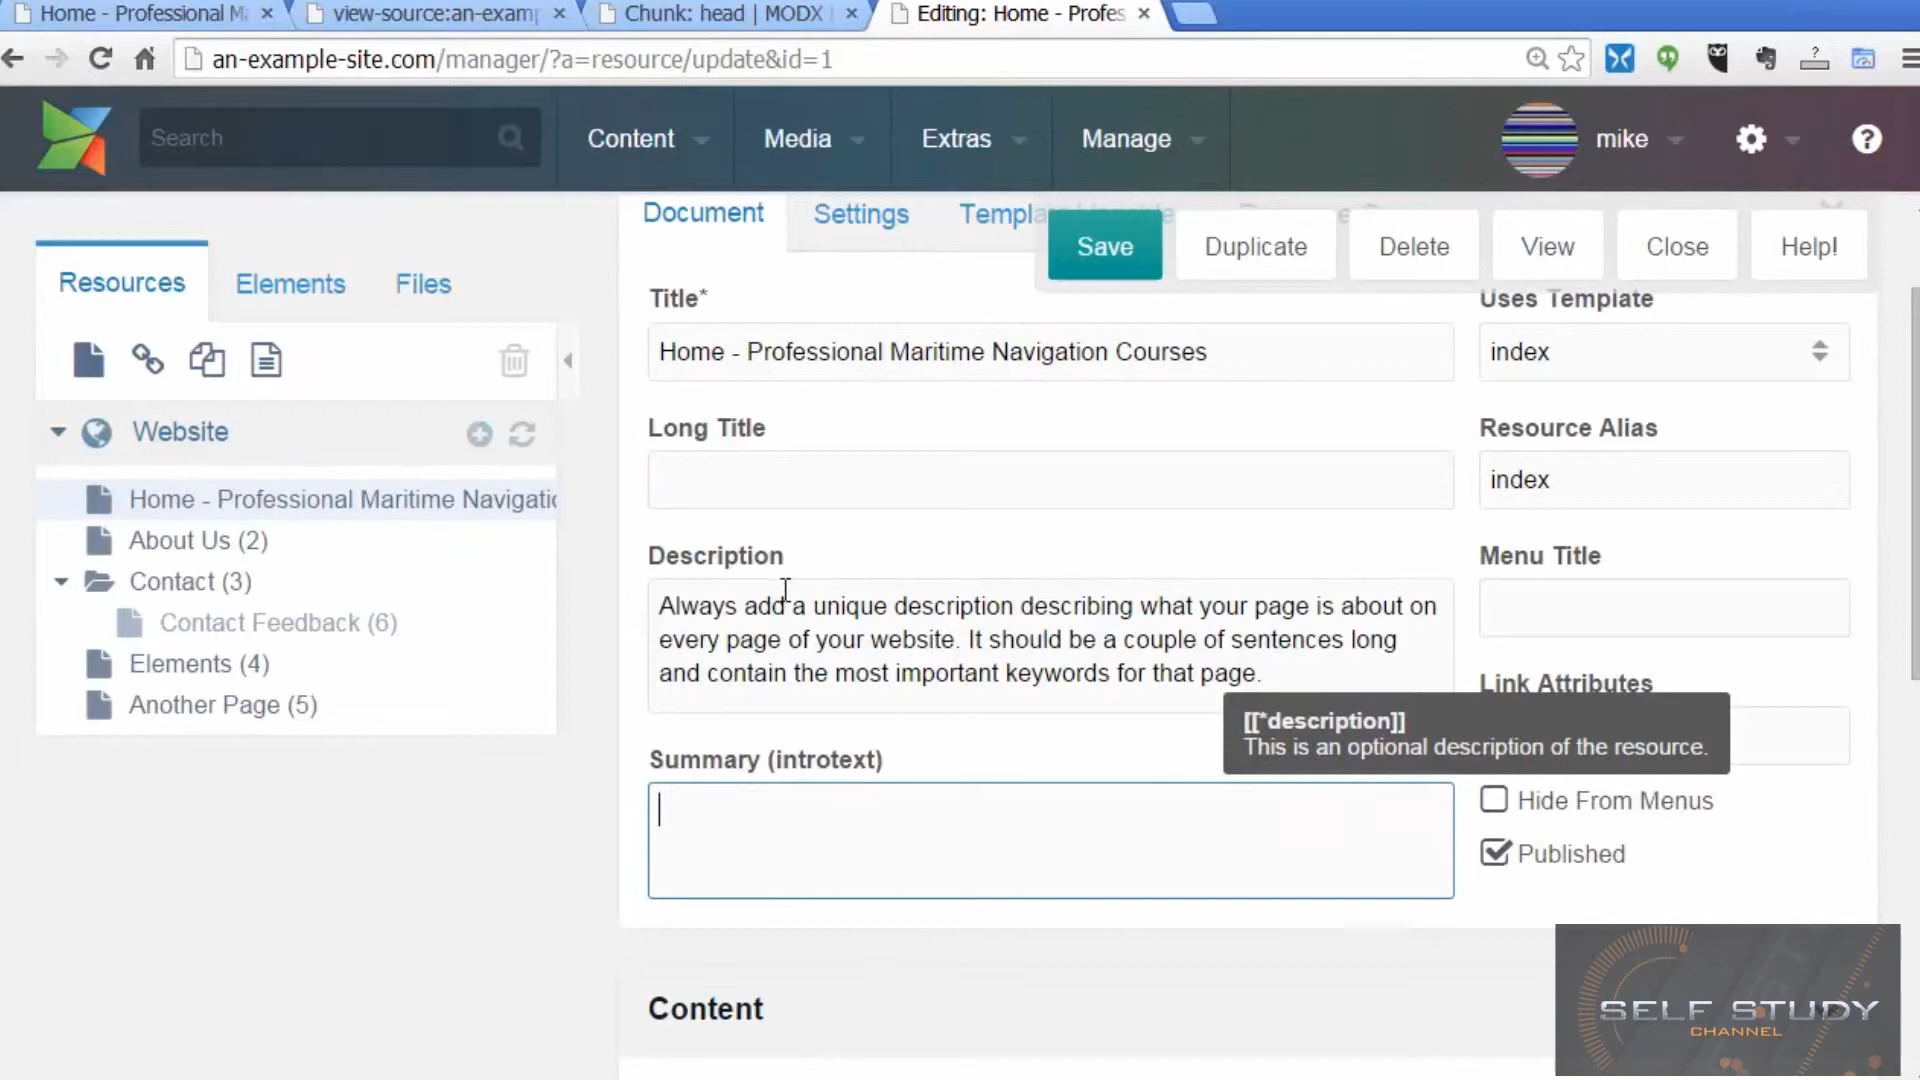 Home - Professional Ma
view-source:an-examp
Chunk: head | MODX
Editing: Home - Profes
an-example-site.com/manager/?a=resource/update&id=1
Search
Content
Media
Extras
Manage
mike
Document
Settings
Templ
Save
Duplicate
Delete
View
Close
Help!
Resources
Elements
Files
Title*
Uses Template
Home - Professional Maritime Navigation Courses
index
Website
Long Title
Resource Alias
index
Home - Professional Maritime Navigatic
About Us (2)
Contact (3)
Contact Feedback (6)
Elements (4)
Another Page (5)
Description
Menu Title
Always add a unique description describing what your page is about on
every page of your website. It should be a couple of sentences long
and contain the most important keywords for that page.
Link Attributes
[[*description]]
This is an optional description of the resource.
Summary (introtext)
Hide From Menus
Published
Content
SELF STUDY
CHANNEL